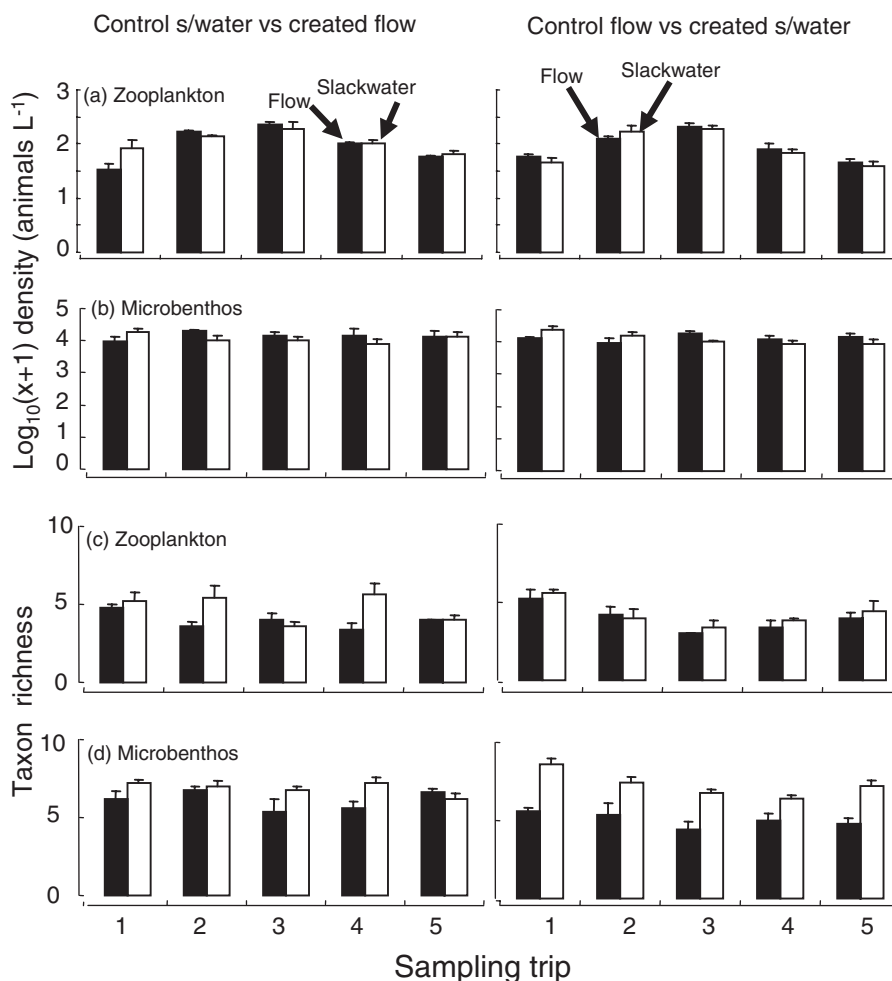 Control s/water vs created flow
Control flow vs created s/water
(a) Zooplankton
Flow
Slackwater
Flow
Slackwater
3
2
1
0
(b) Microbenthos
5
4
3
2
1
0
Log10(x+1) density (animals L-1)
(c) Zooplankton
10
5
0
(d) Microbenthos
10
5
0
Taxon richness
1 2 3 4 5
1 2 3 4 5
Sampling trip